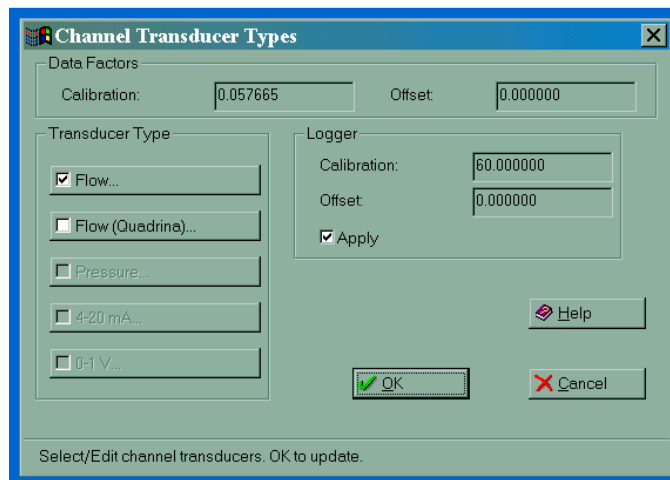 Channel Transducer Types
Data Factors
Calibration: 0.057665 Offset: 0.000000
Transducer Type
Flow...
Flow (Quadrina)...
Pressure...
4-20 mA...
0-1 V...
Logger
Calibration: 60.000000
Offset: 0.000000
Apply
Help
OK
Cancel
Select/Edit channel transducers. OK to update.